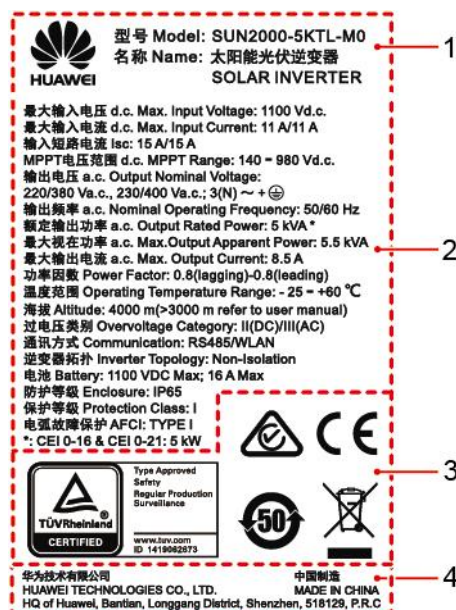 HUAWEI
型号 Model: SUN2000-5KTL-M0
名称 Name: 太阳能光伏逆变器
SOLAR INVERTER
1
最大输入电压 d.c. Max. Input Voltage: 1100 Vd.c.
最大输入电流 d.c. Max. Input Current: 11 A/11 A
输入短路电流 Isc: 15 A/15 A
MPPT电压范围 d.c. MPPT Range: 140 ~ 980 Vd.c.
输出电压 a.c. Output Nominal Voltage:
220/380 Va.c., 230/400 Va.c.; 3(N) ~ + ⏚
输出频率 a.c. Nominal Operating Frequency: 50/60 Hz
额定输出功率 a.c. Output Rated Power: 5 kVA *
最大视在功率 a.c. Max.Output Apparent Power: 5.5 kVA
最大输出电流 a.c. Max. Output Current: 8.5 A
功率因数 Power Factor: 0.8(lagging)-0.8(leading)
温度范围 Operating Temperature Range: - 25 ~ +60 ℃
海拔 Altitude: 4000 m(>3000 m refer to user manual)
过电压类别 Overvoltage Category: II(DC)/III(AC)
通讯方式 Communication: RS485/WLAN
逆变器拓扑 Inverter Topology: Non-Isolation
电池 Battery: 1100 VDC Max; 16 A Max
防护等级 Enclosure: IP65
保护等级 Protection Class: I
电弧故障保护 AFCI: TYPE I
*: CEI 0-16 & CEI 0-21: 5 kW
2
CE
TÜVRheinland
CERTIFIED
Type Approved
Safety
Regular Production
Surveillance
www.tuv.com
ID 1419062673
50
3
华为技术有限公司
中国制造
HUAWEI TECHNOLOGIES CO., LTD.
MADE IN CHINA
HQ of Huawei, Bantian, Longgang District, Shenzhen, 518129, P.R.C
4